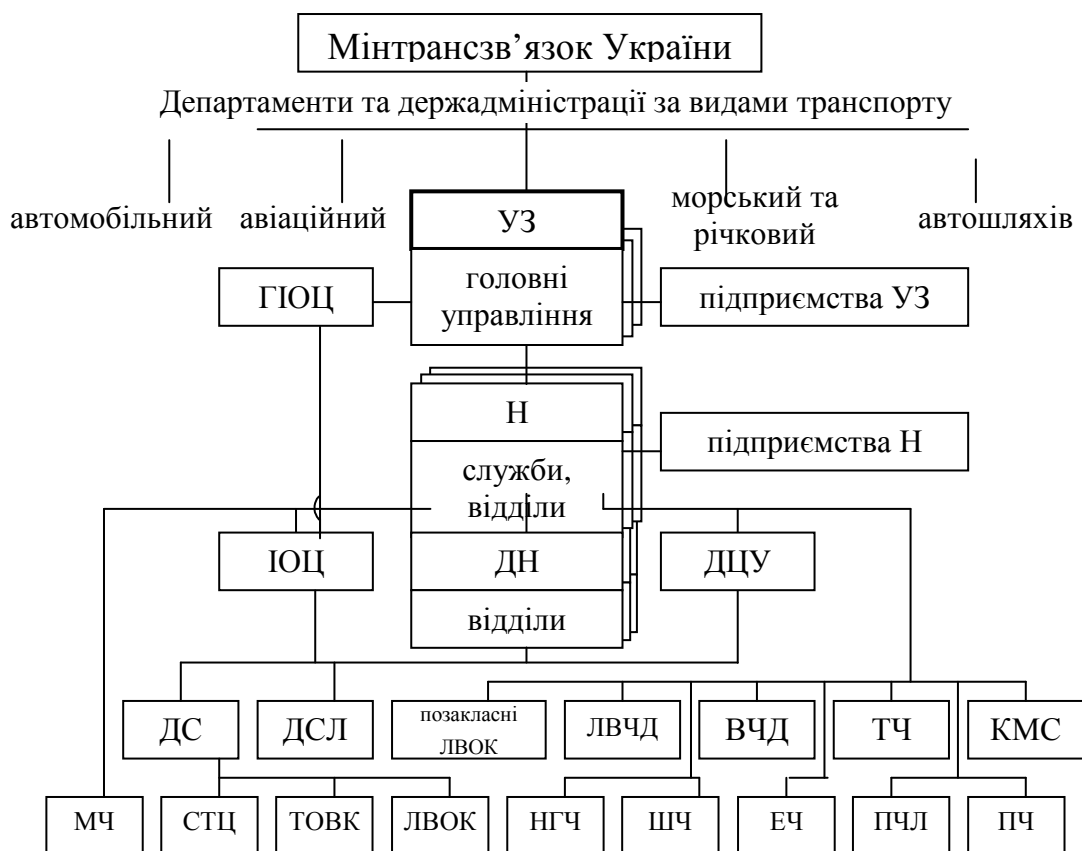 Мінтрансзв’язок України
Департаменти та держадміністрації за видами транспорту
автомобільний
авіаційний
морський та
річковий
автошляхів
УЗ
головні
управління
ГІОЦ
підприємства УЗ
Н
служби,
відділи
підприємства Н
ІОЦ
ДН
ДЦУ
відділи
ДС
ДСЛ
позакласні
ЛВОК
ЛВЧД
ВЧД
ТЧ
КМС
МЧ
СТЦ
ТОВК
ЛВОК
НГЧ
ШЧ
ЕЧ
ПЧЛ
ПЧ